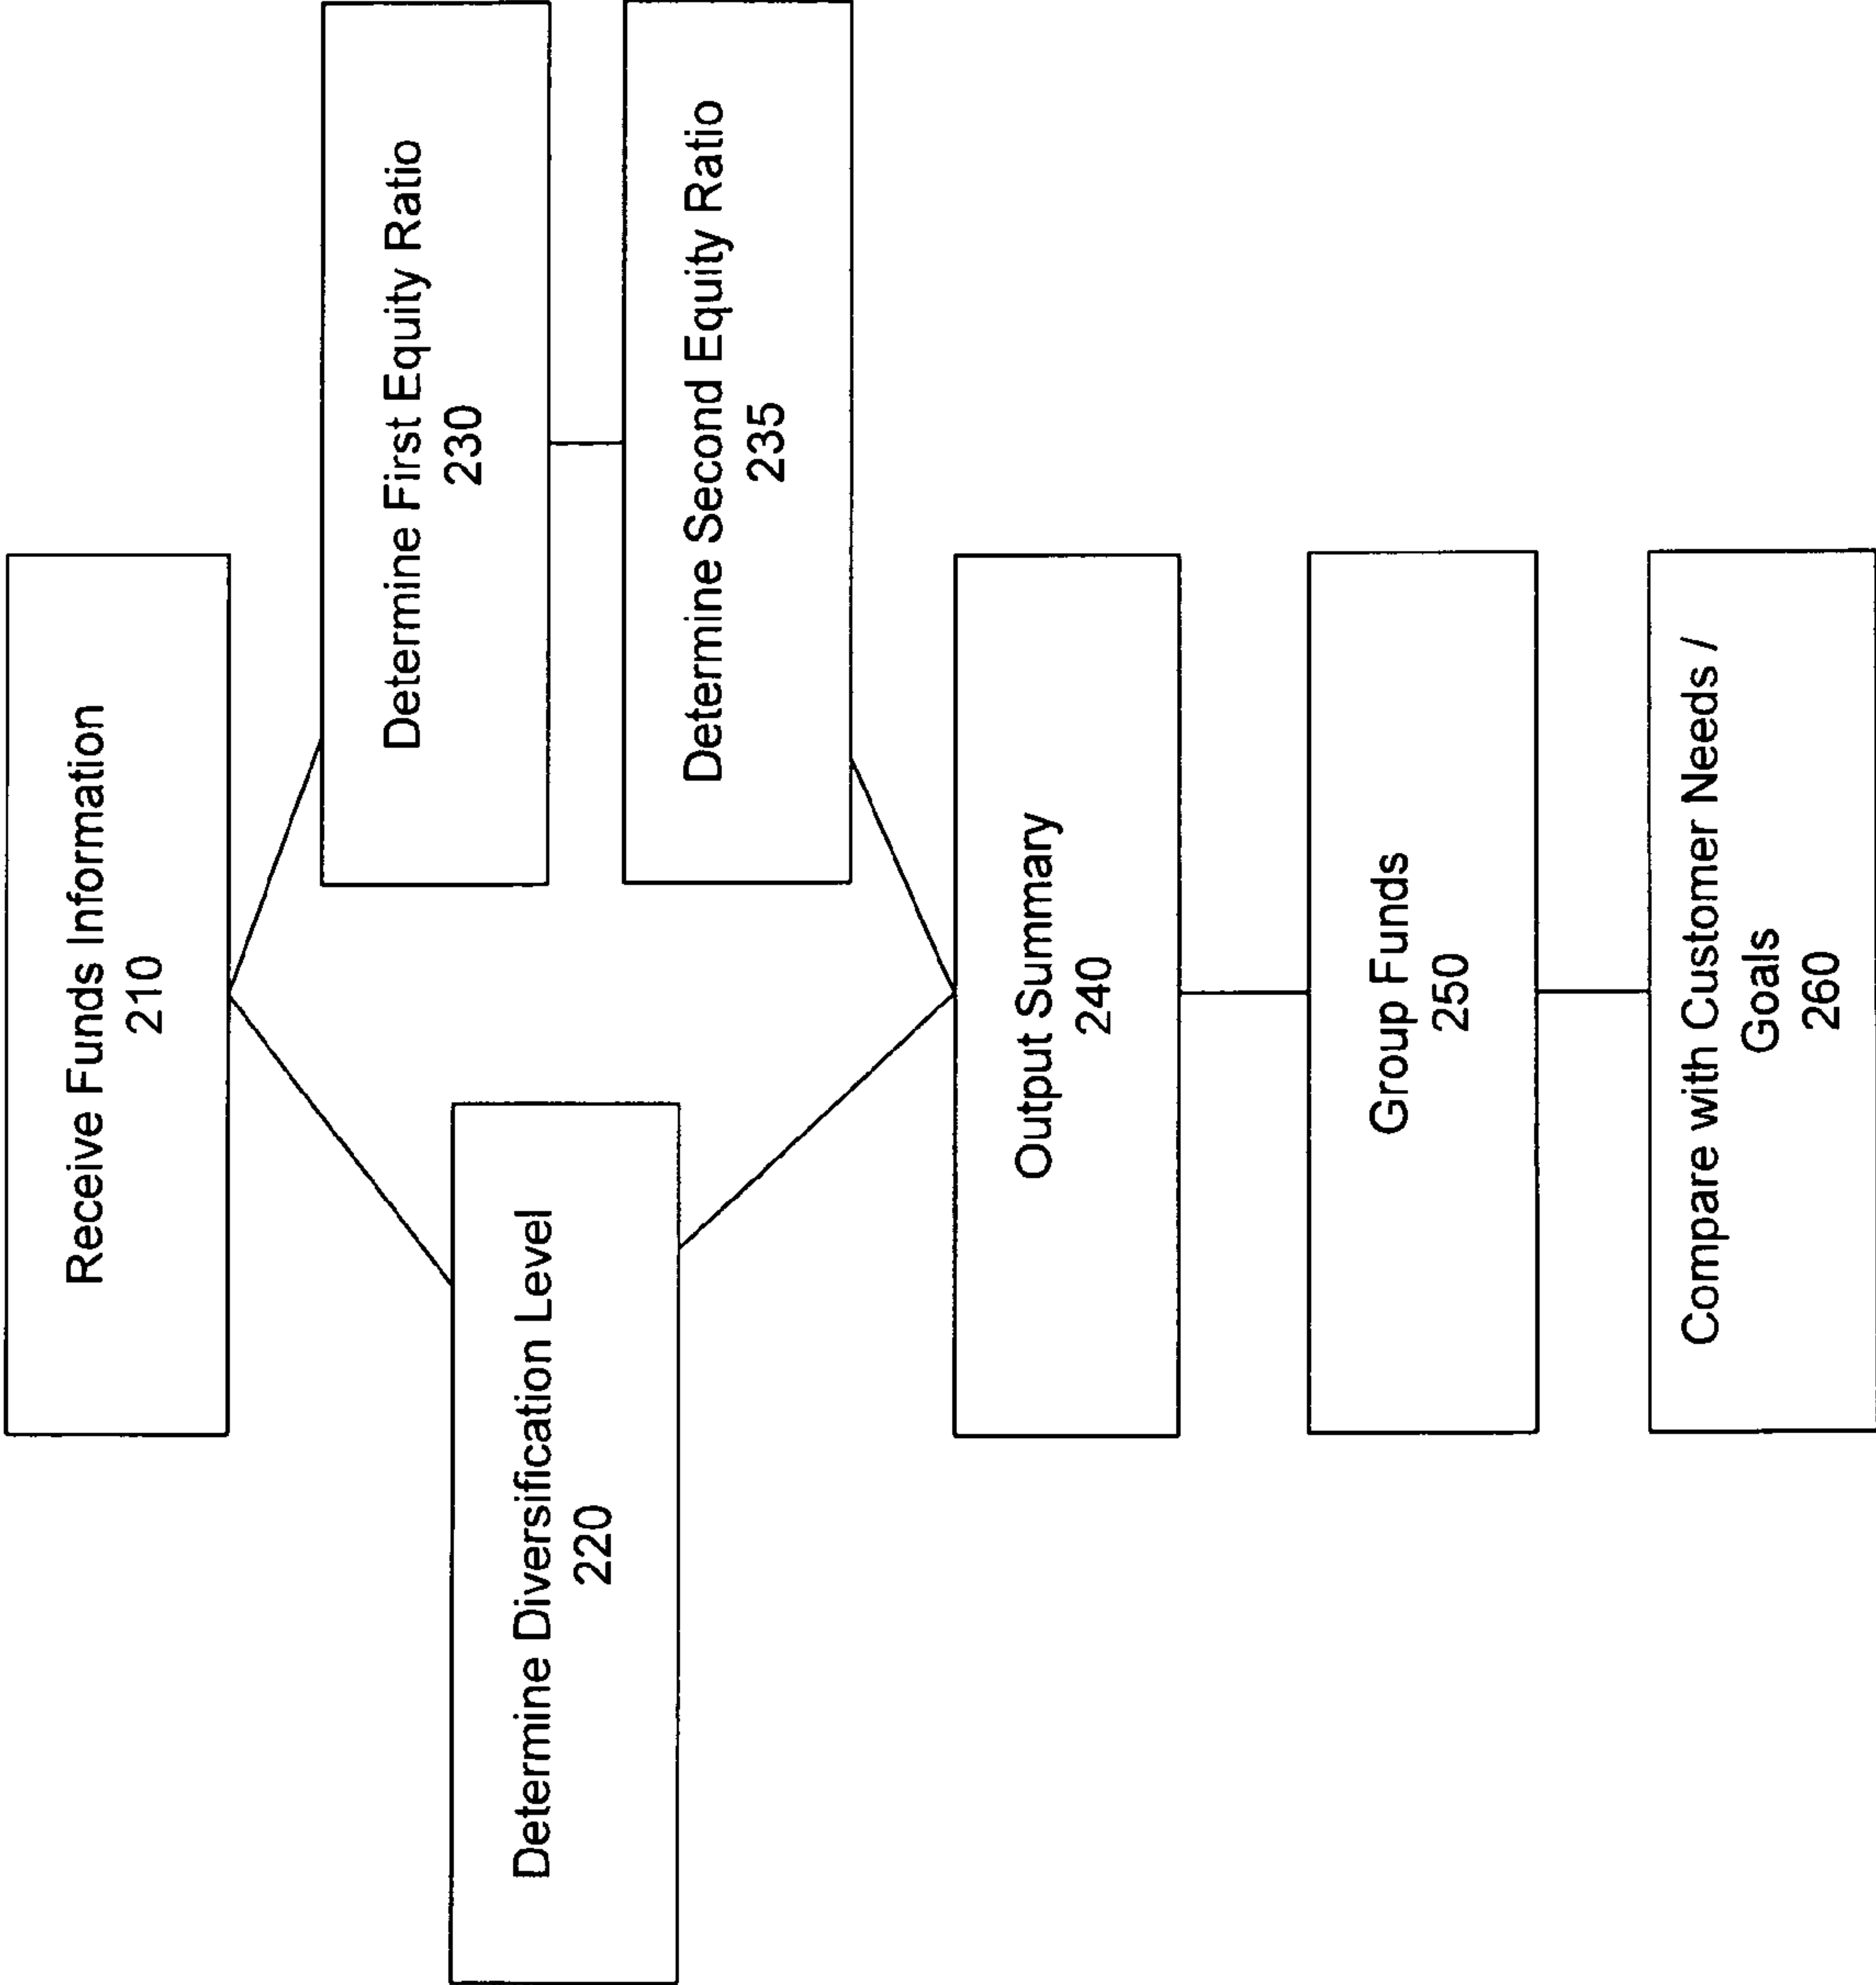 Receive Funds Information
210
Determine Diversification Level
220
Determine First Equity Ratio
230
Determine Second Equity Ratio
235
Output Summary
240
Group Funds
250
Compare with Customer Needs /
Goals
260